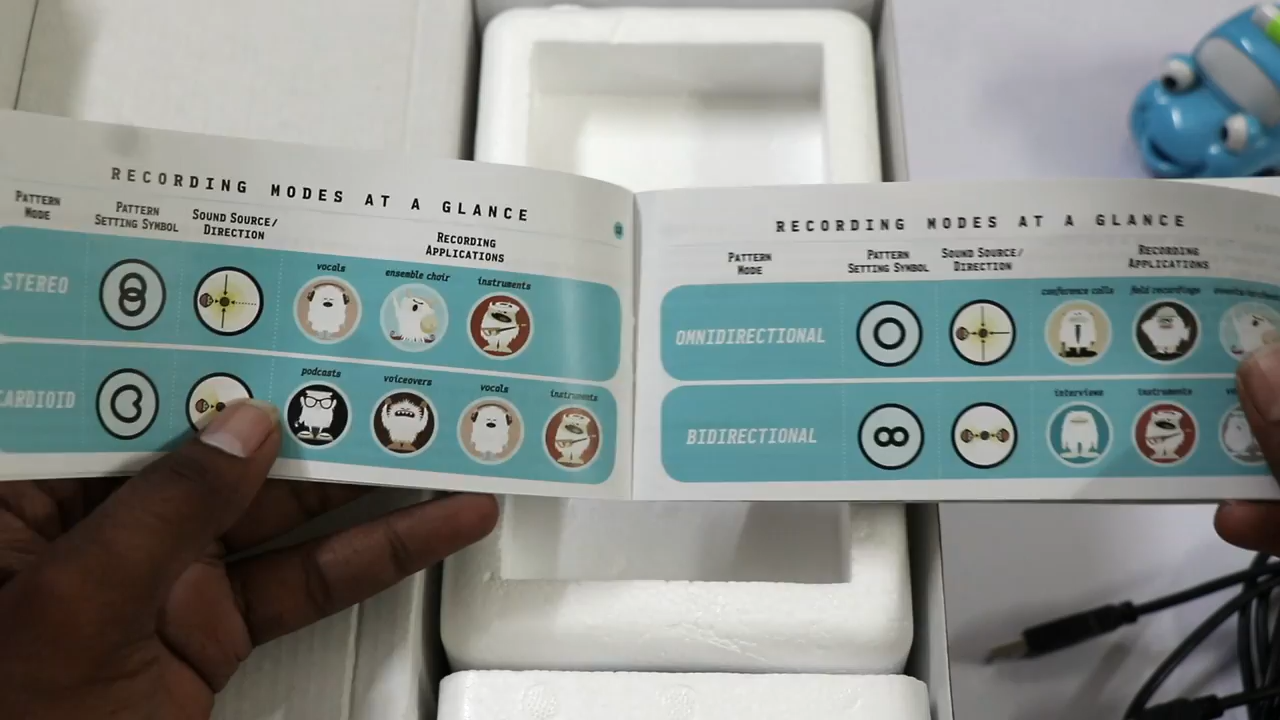 RECORDING MODES AT A GLANCE
PATTERN
MODE
PATTERN
SETTING SYMBOL
SOUND SOURCE/
DIRECTION
RECORDING
APPLICATIONS
STEREO
vocals
ensemble choir
instruments
CARDIOID
podcasts
voiceovers
vocals
instruments
RECORDING MODES AT A GLANCE
PATTERN
MODE
PATTERN
SETTING SYMBOL
SOUND SOURCE/
DIRECTION
RECORDING
APPLICATIONS
OMNIDIRECTIONAL
conference calls
field recordings
BIDIRECTIONAL
interviews
instruments